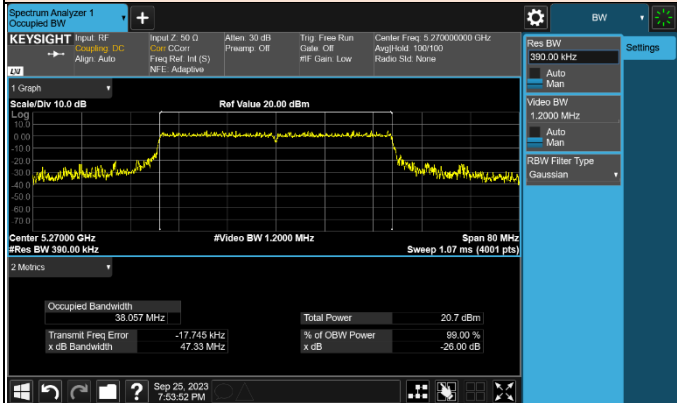 Spectrum Analyzer 1
Occupied BW
KEYSIGHT
Input: RF
Coupling: DC
Align: Auto
Input Z: 50 Ω
Corr CCorr
Freq Ref: Int (S)
NFE: Adaptive
Atten: 30 dB
Preamp: Off
Trig: Free Run
Gate: Off
#IF Gain: Low
Center Freq: 5.270000000 GHz
Avg|Hold: 100/100
Radio Std: None
1 Graph
Scale/Div 10.0 dB
Ref Value 20.00 dBm
Log
10.0
0.00
-10.0
-20.0
-30.0
-40.0
-50.0
-60.0
-70.0
Center 5.27000 GHz
#Video BW 1.2000 MHz
Span 80 MHz
#Res BW 390.00 kHz
Sweep 1.07 ms (4001 pts)
2 Metrics
Occupied Bandwidth
38.057 MHz
Total Power 20.7 dBm
Transmit Freq Error -17.745 kHz
% of OBW Power 99.00 %
x dB Bandwidth 47.33 MHz
x dB -26.00 dB
Sep 25, 2023
7:53:52 PM
BW
Res BW
390.00 kHz
Auto
Man
Video BW
1.2000 MHz
Auto
Man
RBW Filter Type
Gaussian
Settings